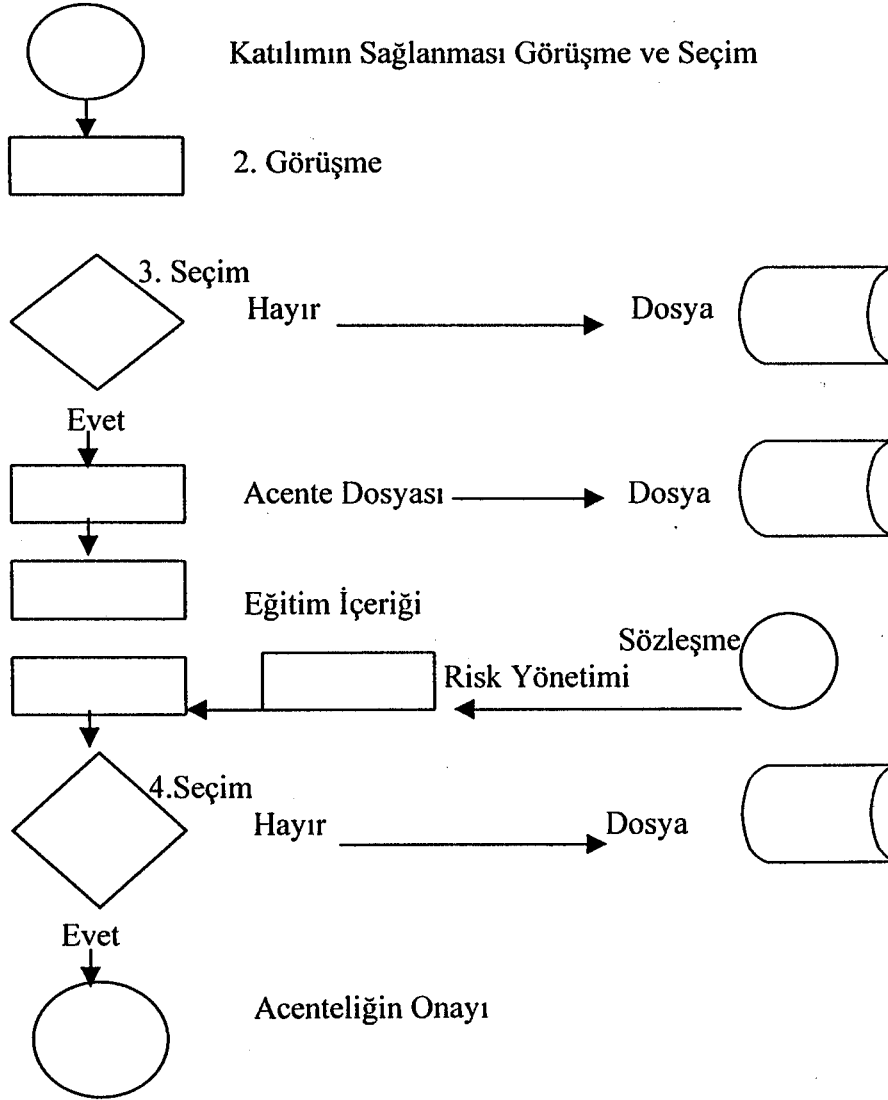 Katılımın Sağlanması Görüşme ve Seçim
2. Görüşme
3. Seçim
Hayır
Dosya
Evet
Acente Dosyası
Dosya
Eğitim İçeriği
Sözleşme
Risk Yönetimi
4.Seçim
Hayır
Dosya
Evet
Acenteliğin Onayı